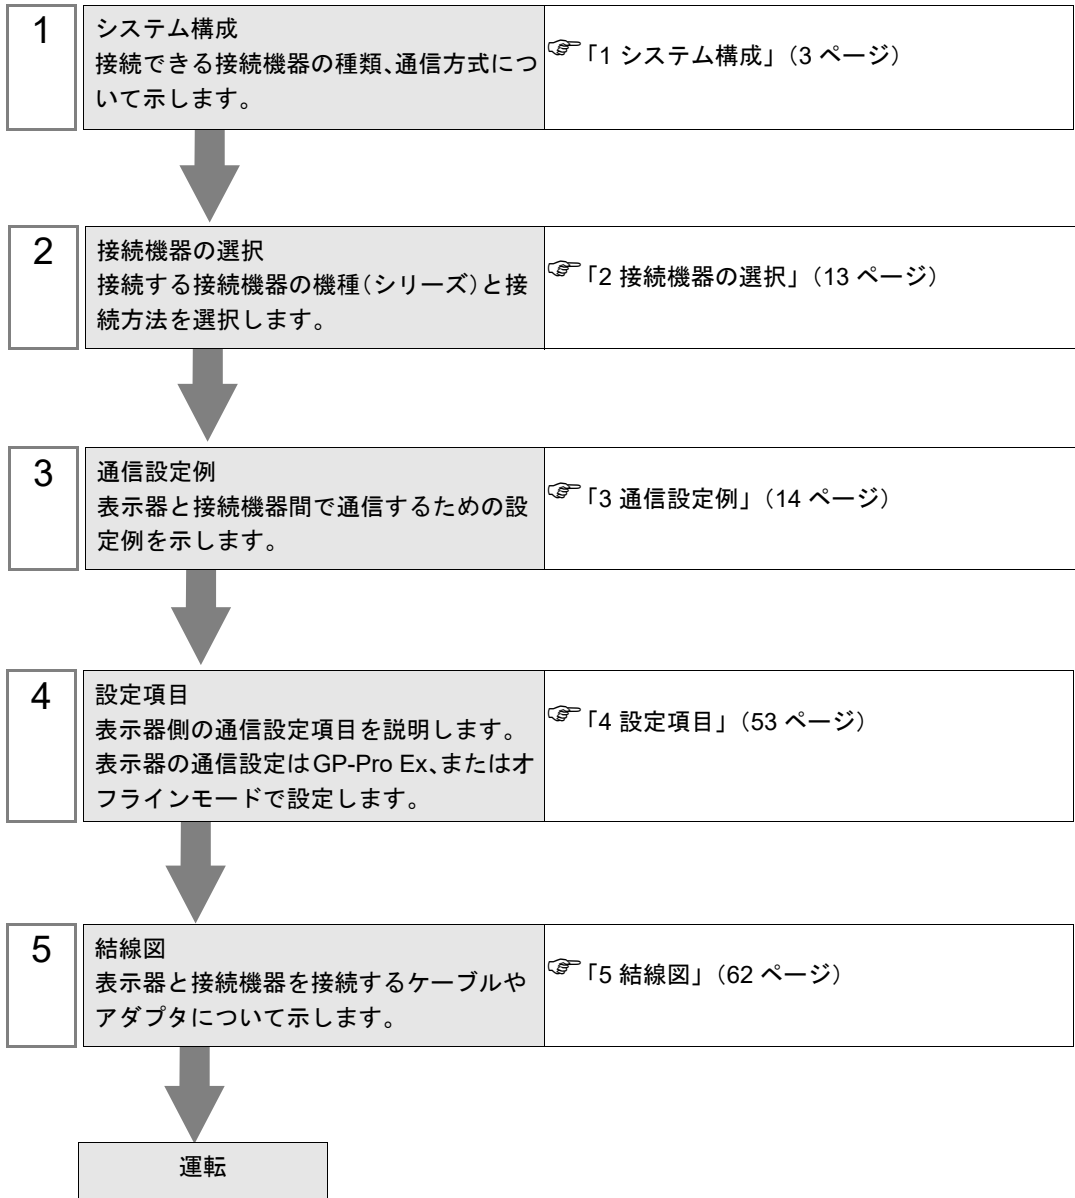 1
システム構成
接続できる接続機器の種類、通信方式につ
いて示します。
「1 システム構成」（3 ページ）
2
接続機器の選択
接続する接続機器の機種（シリーズ）と接
続方法を選択します。
「2 接続機器の選択」（13 ページ）
3
通信設定例
表示器と接続機器間で通信するための設
定例を示します。
「3 通信設定例」（14 ページ）
4
設定項目
表示器側の通信設定項目を説明します。
表示器の通信設定はGP-Pro Ex、またはオ
フラインモードで設定します。
「4 設定項目」（53 ページ）
5
結線図
表示器と接続機器を接続するケーブルや
アダプタについて示します。
「5 結線図」（62 ページ）
運転